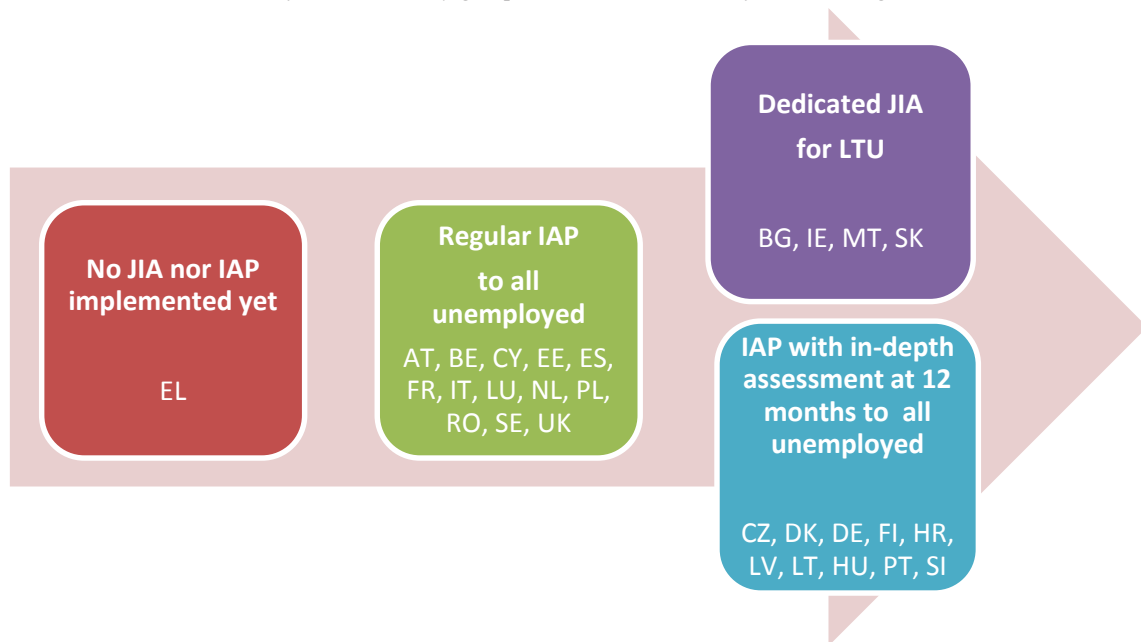 No JIA nor IAP
implemented yet
EL
Regular IAP
to all
unemployed
AT, BE, CY, EE, ES,
FR, IT, LU, NL, PL,
RO, SE, UK
Dedicated JIA
for LTU
BG, IE, MT, SK
IAP with in-depth
assessment at 12
months to all
unemployed
CZ, DK, DE, FI, HR,
LV, LT, HU, PT, SI